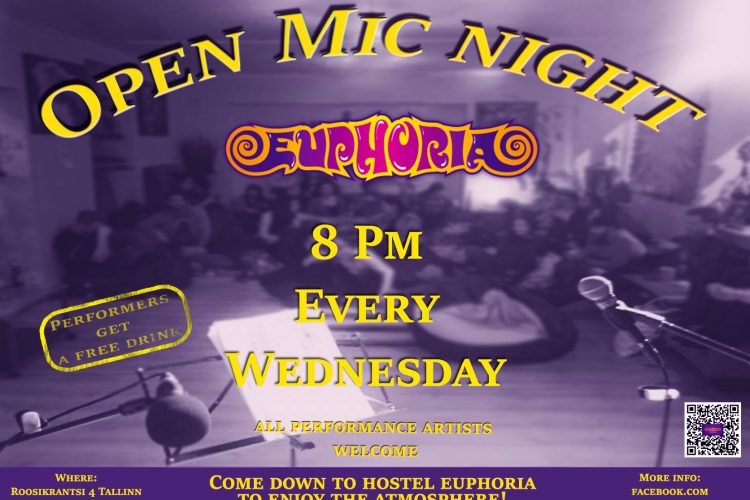 Open Mic night
EUPHORIA
8 Pm
Every
Wednesday
Performers
get
a free drink
all performance artists
welcome
Where:
Roosikrantsi 4 Tallinn
Come down to hostel euphoria
to enjoy the atmosphere!
More info:
facebook.com